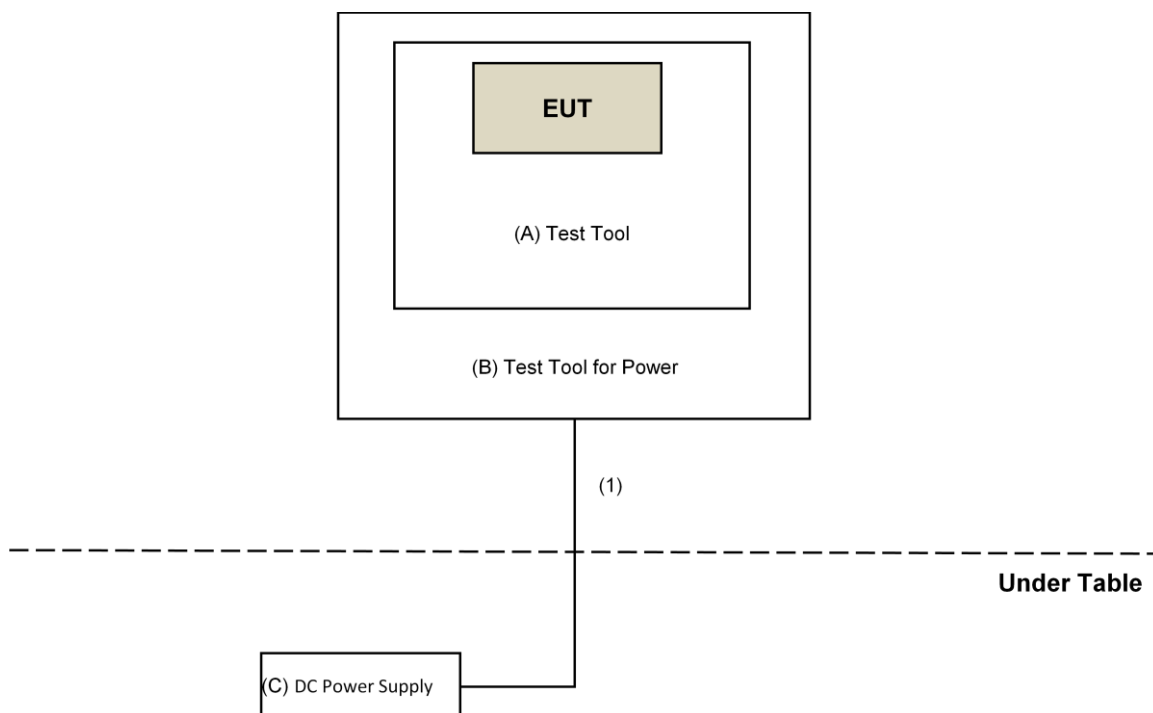 EUT
(A) Test Tool
(B) Test Tool for Power
(1)
Under Table
(C) DC Power Supply